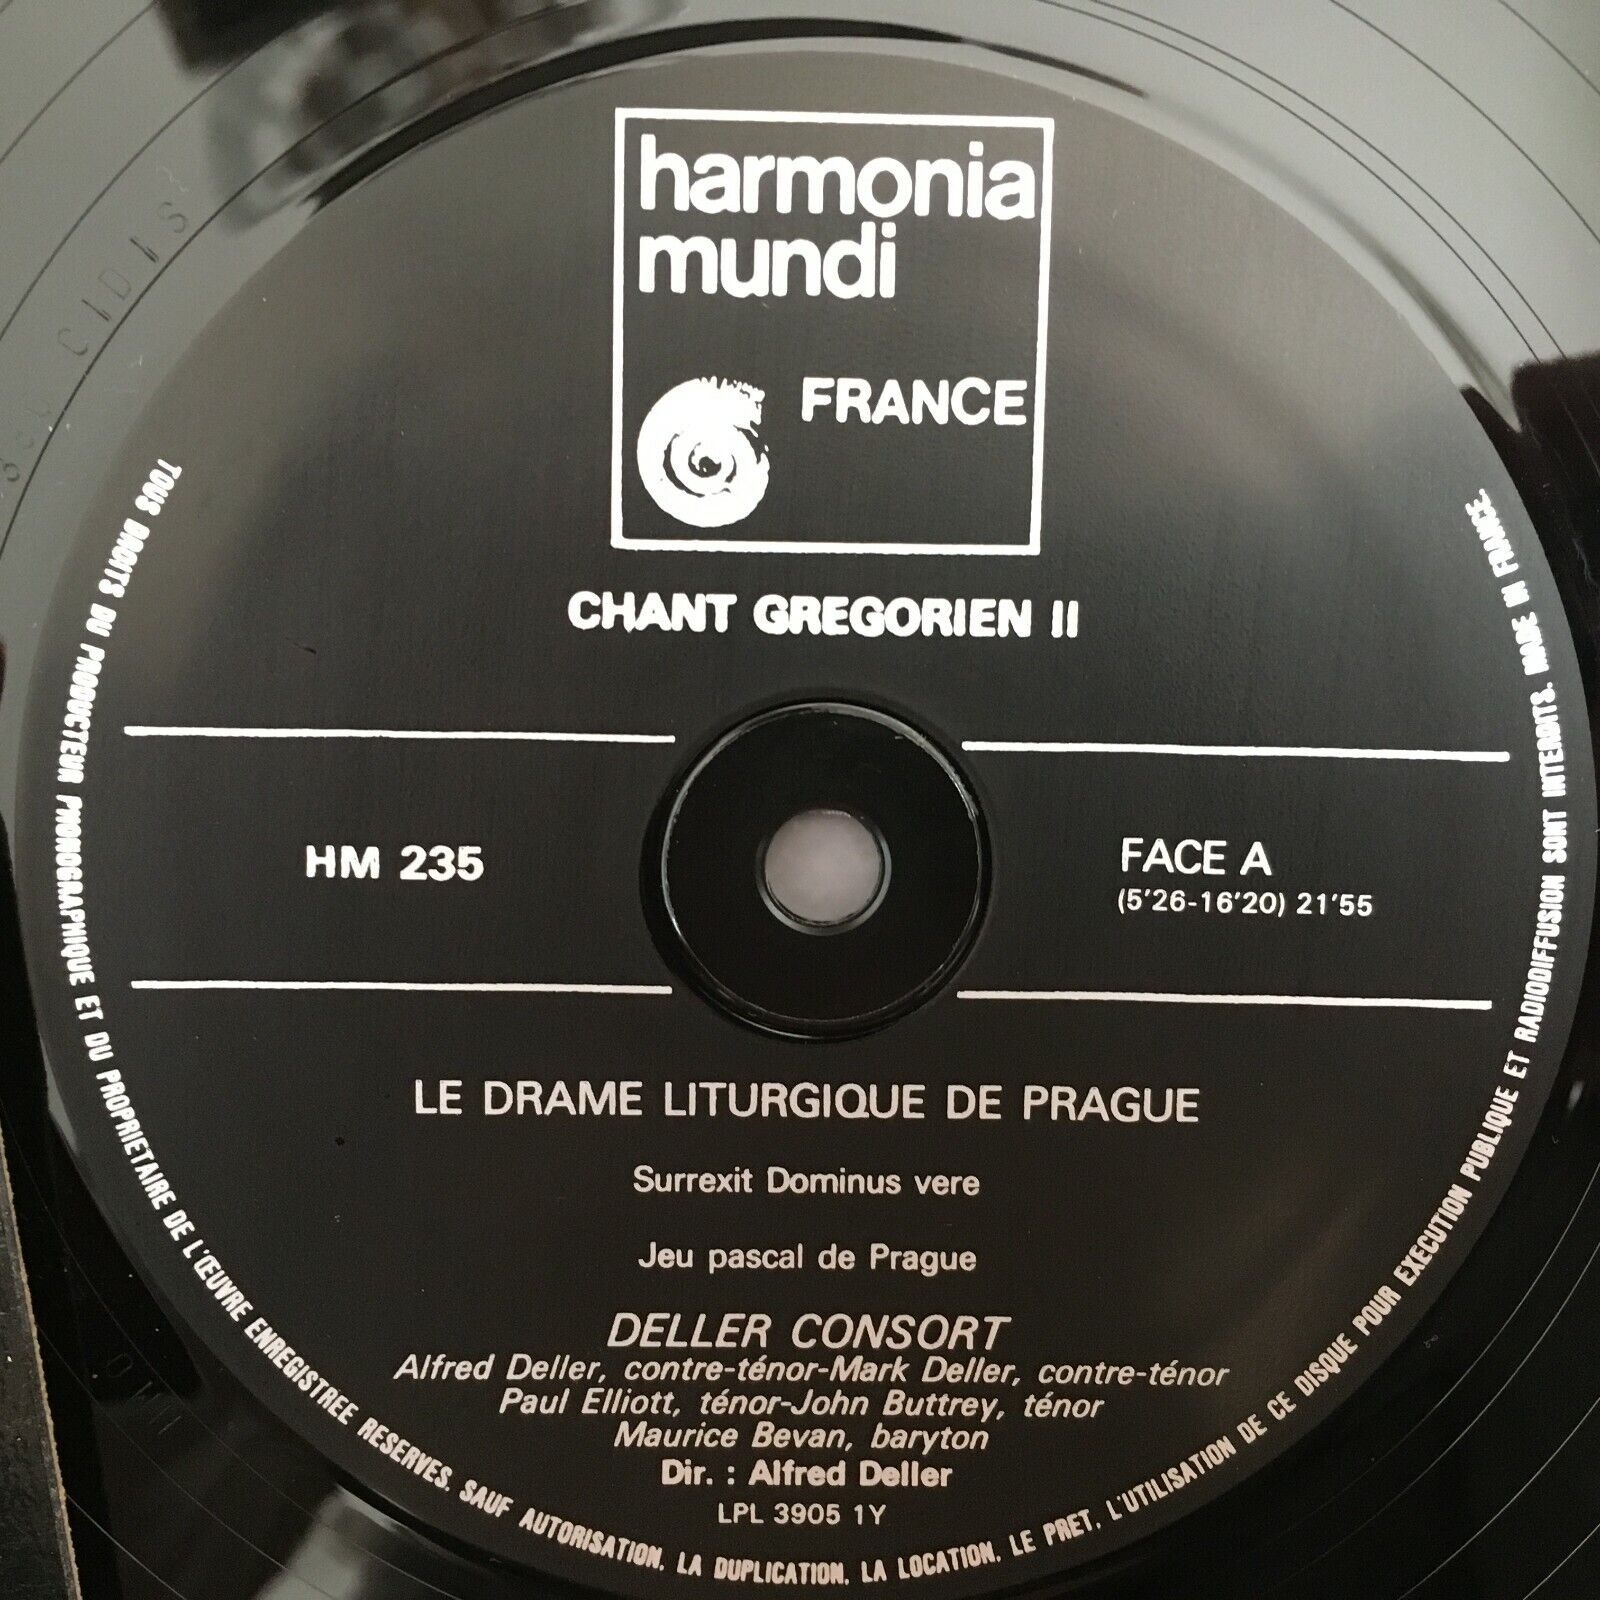 harmonia
mundi
FRANCE
CHANT GREGORIEN II
HM 235
FACE A
(5'26-16'20) 21'55
LE DRAME LITURGIQUE DE PRAGUE
Surrexit Dominus vere
Jeu pascal de Prague
DELLER CONSORT
Alfred Deller, contre-ténor-Mark Deller, contre-ténor
Paul Elliott, ténor-John Buttrey, ténor
Maurice Bevan, baryton
Dir. : Alfred Deller
LPL 3905 1Y
TOUS DROITS DU PRODUCTEUR PHONOGRAPHIQUE ET DU PROPRIETAIRE DE L'ŒUVRE ENREGISTREE RESERVES. SAUF AUTORISATION, LA DUPLICATION, LA LOCATION, LE PRET, L'UTILISATION DE CE DISQUE POUR EXECUTION PUBLIQUE ET RADIODIFFUSION SONT INTERDITS. MADE IN FRANCE.
CIDIS